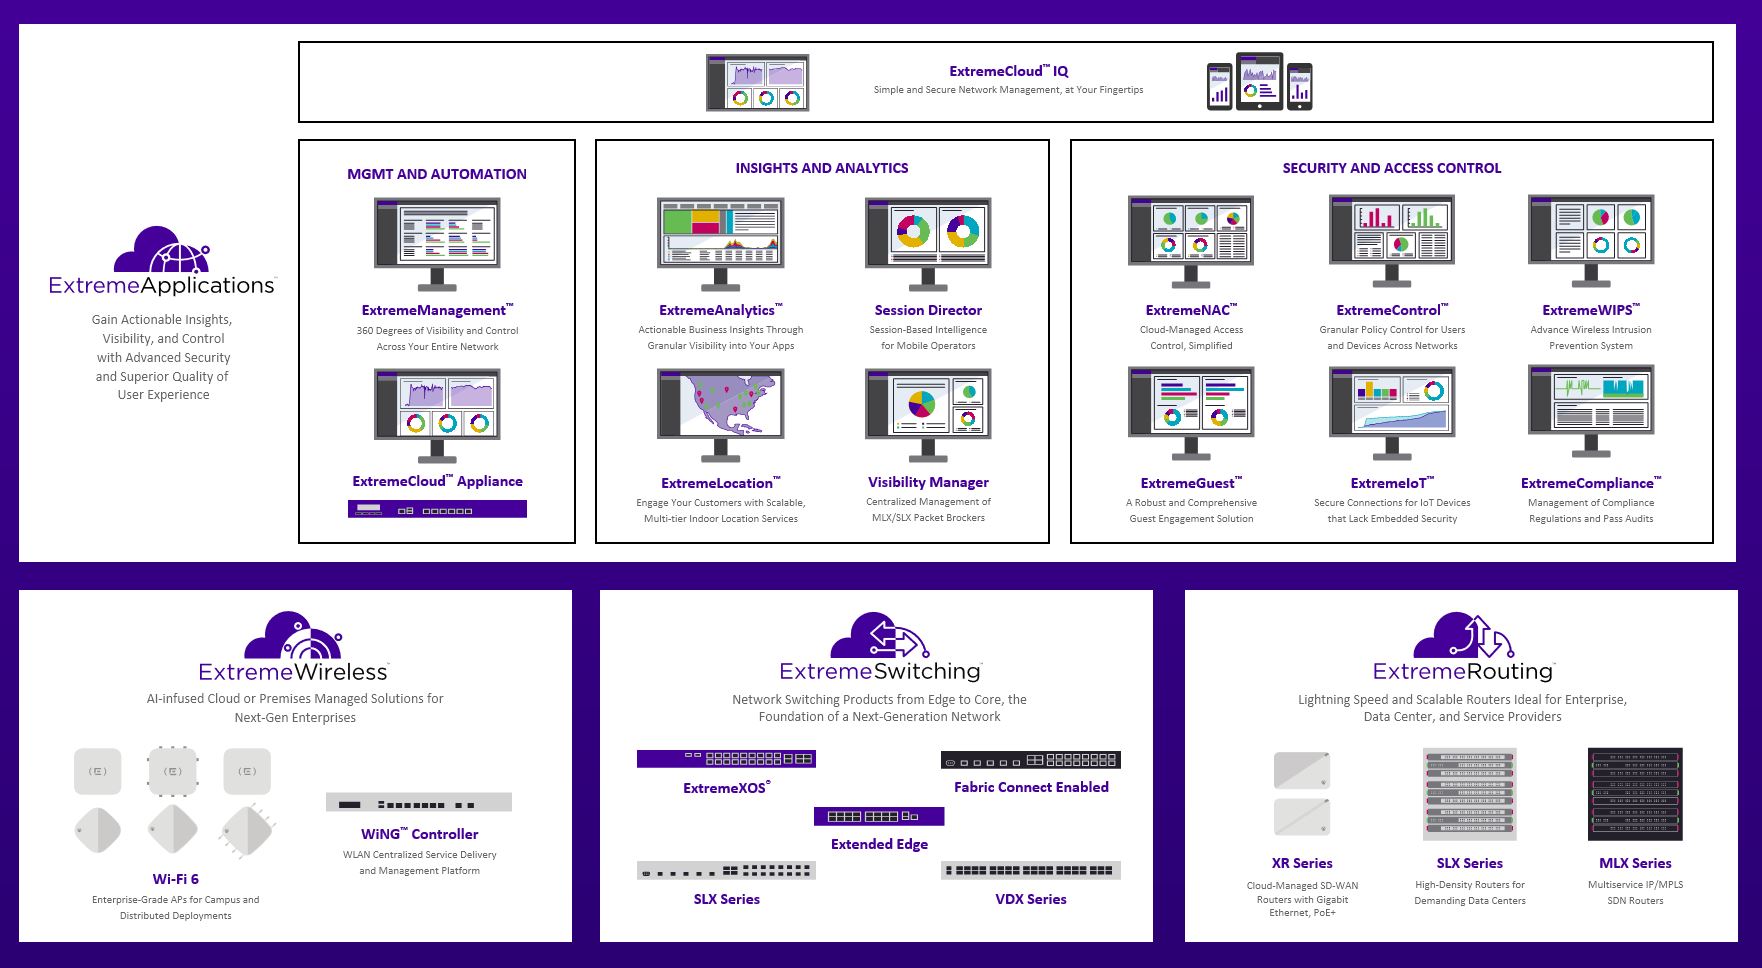 ExtremeCloud™ IQ
Simple and Secure Network Management, at Your Fingertips
ExtremeApplications™
Gain Actionable Insights,
Visibility, and Control
with Advanced Security
and Superior Quality of
User Experience
MGMT AND AUTOMATION
ExtremeManagement™
360 Degrees of Visibility and Control
Across Your Entire Network
ExtremeCloud™ Appliance
INSIGHTS AND ANALYTICS
ExtremeAnalytics™
Actionable Business Insights Through
Granular Visibility into Your Apps
Session Director
Session-Based Intelligence
for Mobile Operators
ExtremeLocation™
Engage Your Customers with Scalable,
Multi-tier Indoor Location Services
Visibility Manager
Centralized Management of
MLX/SLX Packet Brockers
SECURITY AND ACCESS CONTROL
ExtremeNAC™
Cloud-Managed Access
Control, Simplified
ExtremeControl™
Granular Policy Control for Users
and Devices Across Networks
ExtremeWIPS™
Advance Wireless Intrusion
Prevention System
ExtremeGuest™
A Robust and Comprehensive
Guest Engagement Solution
ExtremeIoT™
Secure Connections for IoT Devices
that Lack Embedded Security
ExtremeCompliance™
Management of Compliance
Regulations and Pass Audits
ExtremeWireless™
AI-infused Cloud or Premises Managed Solutions for
Next-Gen Enterprises
Wi-Fi 6
Enterprise-Grade APs for Campus and
Distributed Deployments
WiNG™ Controller
WLAN Centralized Service Delivery
and Management Platform
ExtremeSwitching™
Network Switching Products from Edge to Core, the
Foundation of a Next-Generation Network
ExtremeXOS®
Fabric Connect Enabled
Extended Edge
SLX Series
VDX Series
ExtremeRouting™
Lightning Speed and Scalable Routers Ideal for Enterprise,
Data Center, and Service Providers
XR Series
Cloud-Managed SD-WAN
Routers with Gigabit
Ethernet, PoE+
SLX Series
High-Density Routers for
Demanding Data Centers
MLX Series
Multiservice IP/MPLS
SDN Routers